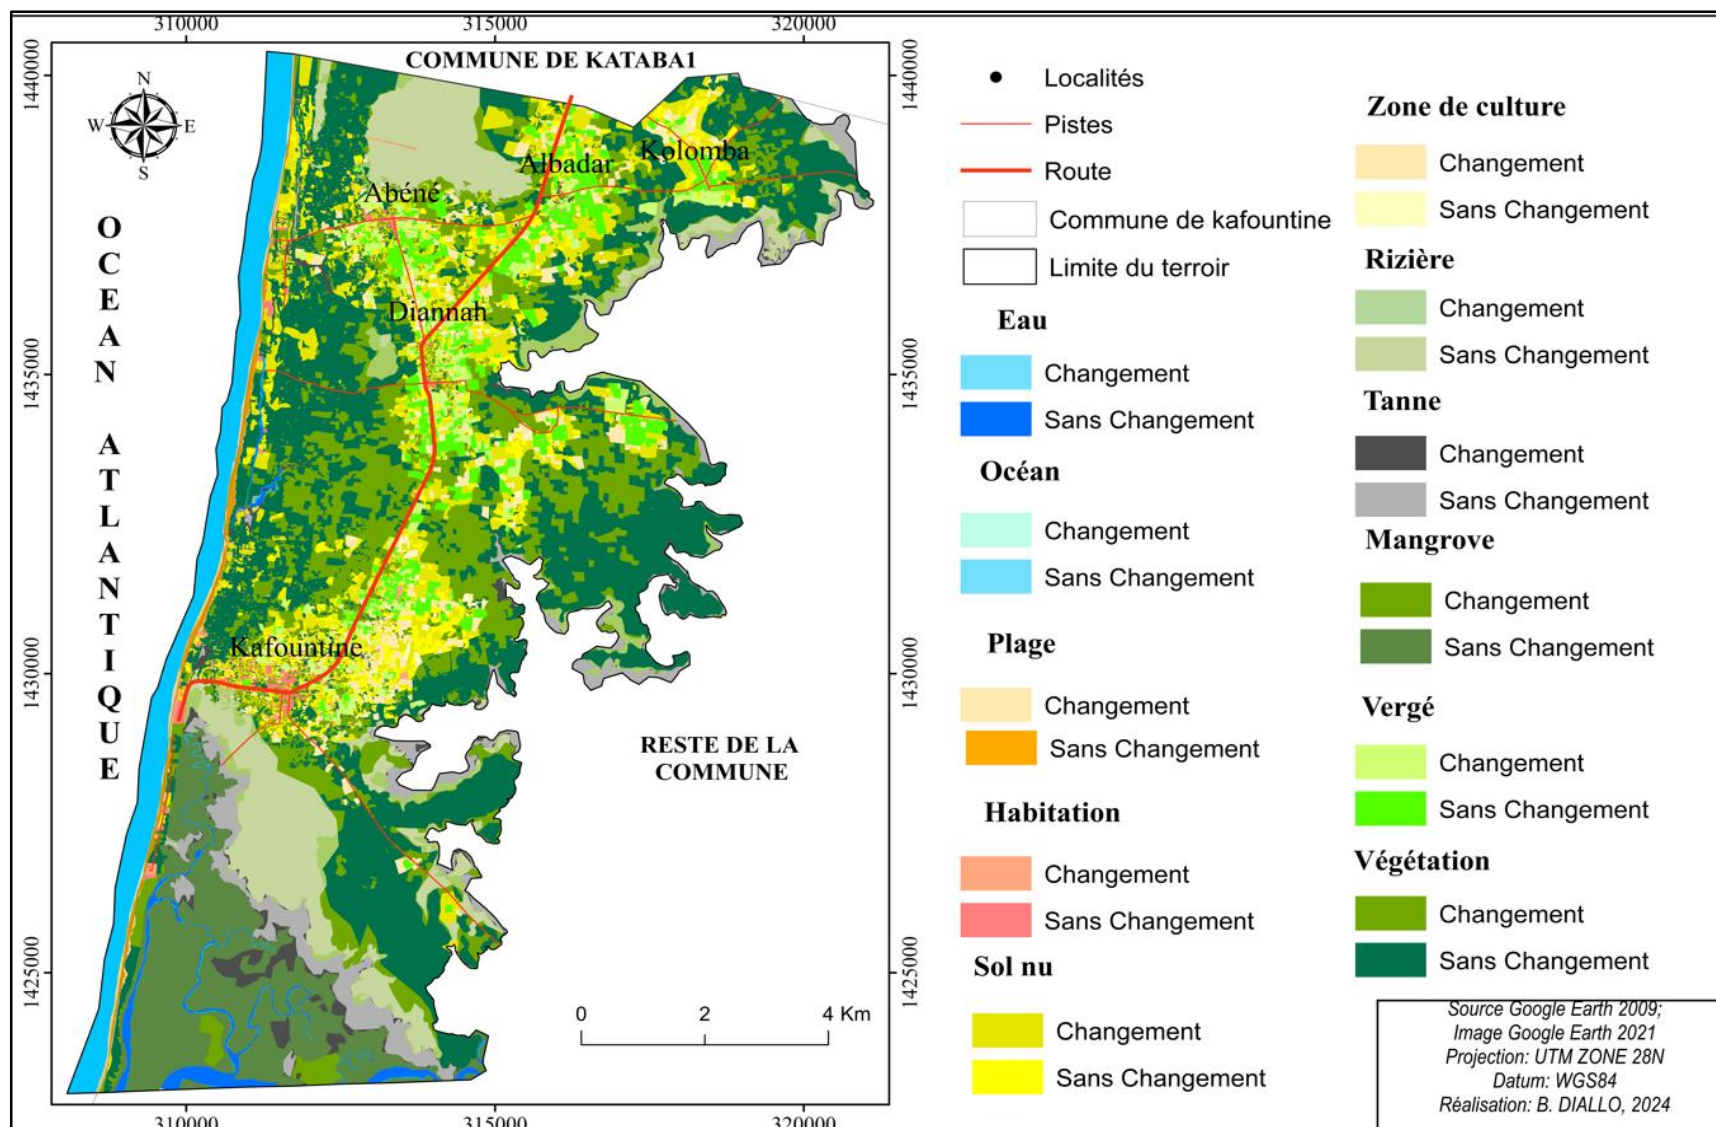 310000
315000
320000
1440000
1440000
COMMUNE DE KATABA1
N
W
E
S
Kolomba
Albadar
Abéné
Diannah
OCEAN ATLANTIQUE
1435000
1435000
Kafountine
1430000
1430000
RESTE DE LA
COMMUNE
1425000
1425000
0
2
4 Km
310000
315000
320000
Localités
Pistes
Route
Commune de kafountine
Limite du terroir
Eau
Changement
Sans Changement
Océan
Changement
Sans Changement
Plage
Changement
Sans Changement
Habitation
Changement
Sans Changement
Sol nu
Changement
Sans Changement
Zone de culture
Changement
Sans Changement
Rizière
Changement
Sans Changement
Tanne
Changement
Sans Changement
Mangrove
Changement
Sans Changement
Vergé
Changement
Sans Changement
Végétation
Changement
Sans Changement
Source Google Earth 2009;
Image Google Earth 2021
Projection: UTM ZONE 28N
Datum: WGS84
Réalisation: B. DIALLO, 2024